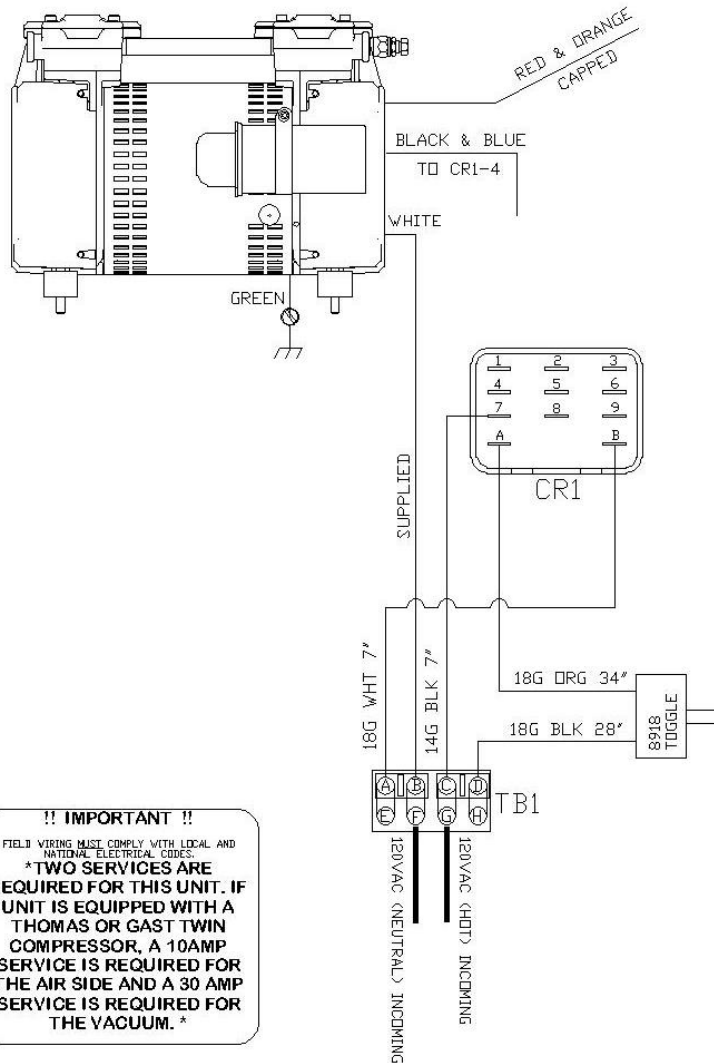 RED & ORANGE
CAPPED
BLACK & BLUE
TO CR1-4
WHITE
GREEN
1 2 3
4 5 6
7 8 9
A B
CR1
SUPPLIED
18G WHT 7"
14G BLK 7"
18G ORG 34"
18G BLK 28"
8918
TOGGLE
A B C D
E F G H
TB1
120VAC (NEUTRAL) INCOMING
120VAC (HOT) INCOMING
!! IMPORTANT !!
FIELD WIRING MUST COMPLY WITH LOCAL AND
NATIONAL ELECTRICAL CODES.
*TWO SERVICES ARE
EQUIRED FOR THIS UNIT. IF
UNIT IS EQUIPPED WITH A
THOMAS OR GAST TWIN
COMPRESSOR, A 10AMP
SERVICE IS REQUIRED FOR
THE AIR SIDE AND A 30 AMP
SERVICE IS REQUIRED FOR
THE VACUUM. *